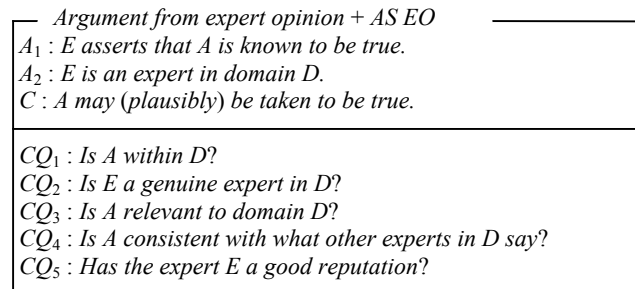 Argument from expert opinion + AS EO
A₁ : E asserts that A is known to be true.
A₂ : E is an expert in domain D.
C : A may (plausibly) be taken to be true.
CQ₁ : Is A within D?
CQ₂ : Is E a genuine expert in D?
CQ₃ : Is A relevant to domain D?
CQ₄ : Is A consistent with what other experts in D say?
CQ₅ : Has the expert E a good reputation?